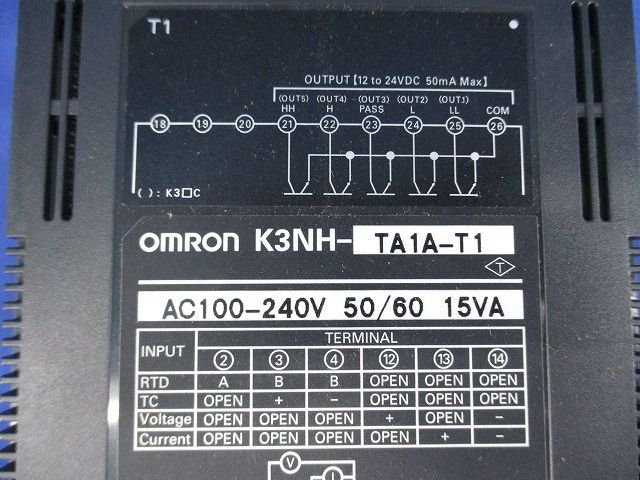 T1
OUTPUT [12 to 24VDC 50mA Max]
(OUT5) (OUT4) (OUT3) (OUT2) (OUT1)
HH H PASS L LL COM
18 19 20 21 22 23 24 25 26
( ) : K3□C
OMRON K3NH- TA1A-T1
T
AC100-240V 50/60 15VA
INPUT TERMINAL
2 3 4 12 13 14
RTD A B B OPEN OPEN OPEN
TC OPEN + - OPEN OPEN OPEN
Voltage OPEN OPEN OPEN + OPEN -
Current OPEN OPEN OPEN OPEN + -
V